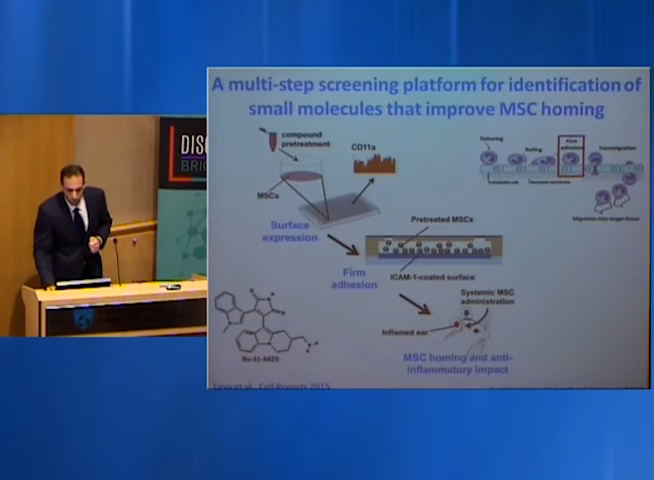 A multi-step screening platform for identification of
small molecules that improve MSC homing
compound
pretreatment
CD11a
MSCs
Surface
expression
Tethering
Rolling
Firm
adhesion
Transmigration
Migration into target tissue
Pretreated MSCs
ICAM-1-coated surface
Firm
adhesion
Systemic MSC
administration
Inflamed ear
MSC homing and anti-
inflammatory impact
Ro-31-8425
Levy et al., Cell Reports 2015
DISC
BRIG